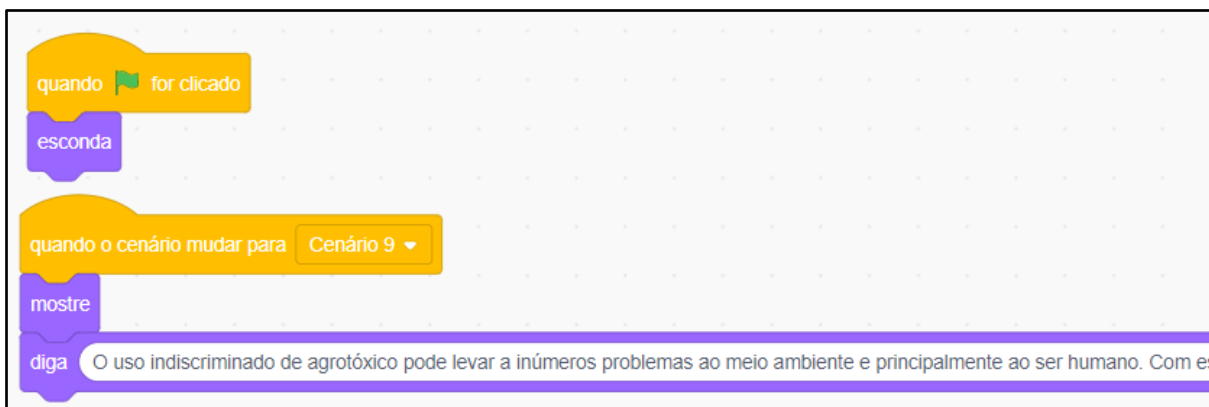 quando for clicado
esconda
quando o cenário mudar para Cenário 9
mostre
diga O uso indiscriminado de agrotóxico pode levar a inúmeros problemas ao meio ambiente e principalmente ao ser humano. Com